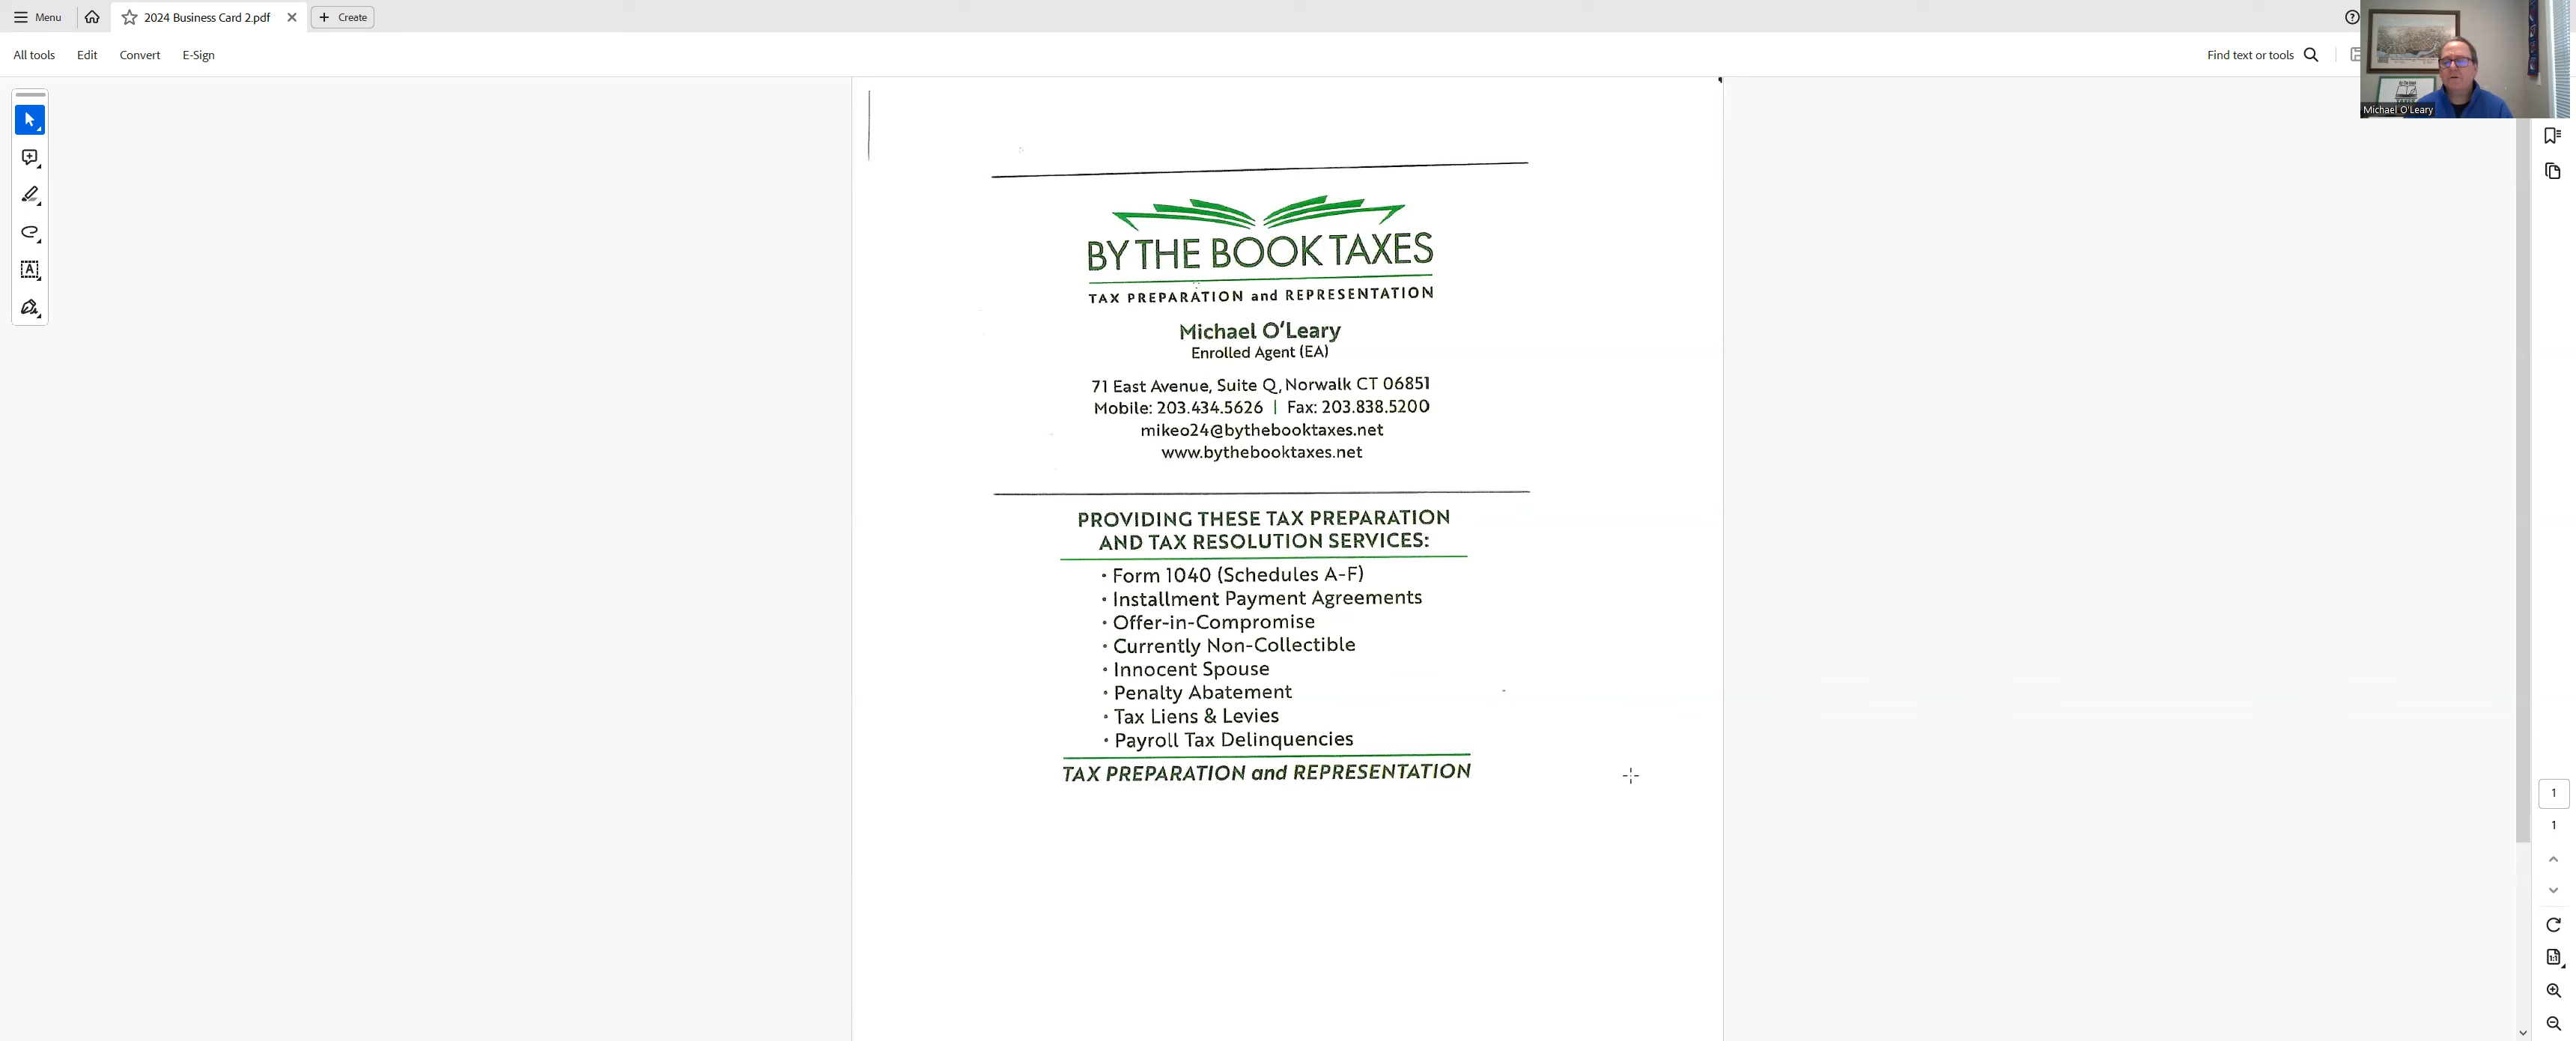 Menu
2024 Business Card 2.pdf
Create
All tools
Edit
Convert
E-Sign
Find text or tools
Michael O'Leary
BY THE BOOK TAXES
TAX PREPARATION and REPRESENTATION
Michael O'Leary
Enrolled Agent (EA)
71 East Avenue, Suite Q, Norwalk CT 06851
Mobile: 203.434.5626 | Fax: 203.838.5200
mikeo24@bythebooktaxes.net
www.bythebooktaxes.net
PROVIDING THESE TAX PREPARATION
AND TAX RESOLUTION SERVICES:
• Form 1040 (Schedules A-F)
• Installment Payment Agreements
• Offer-in-Compromise
• Currently Non-Collectible
• Innocent Spouse
• Penalty Abatement
• Tax Liens & Levies
• Payroll Tax Delinquencies
TAX PREPARATION and REPRESENTATION
1
1